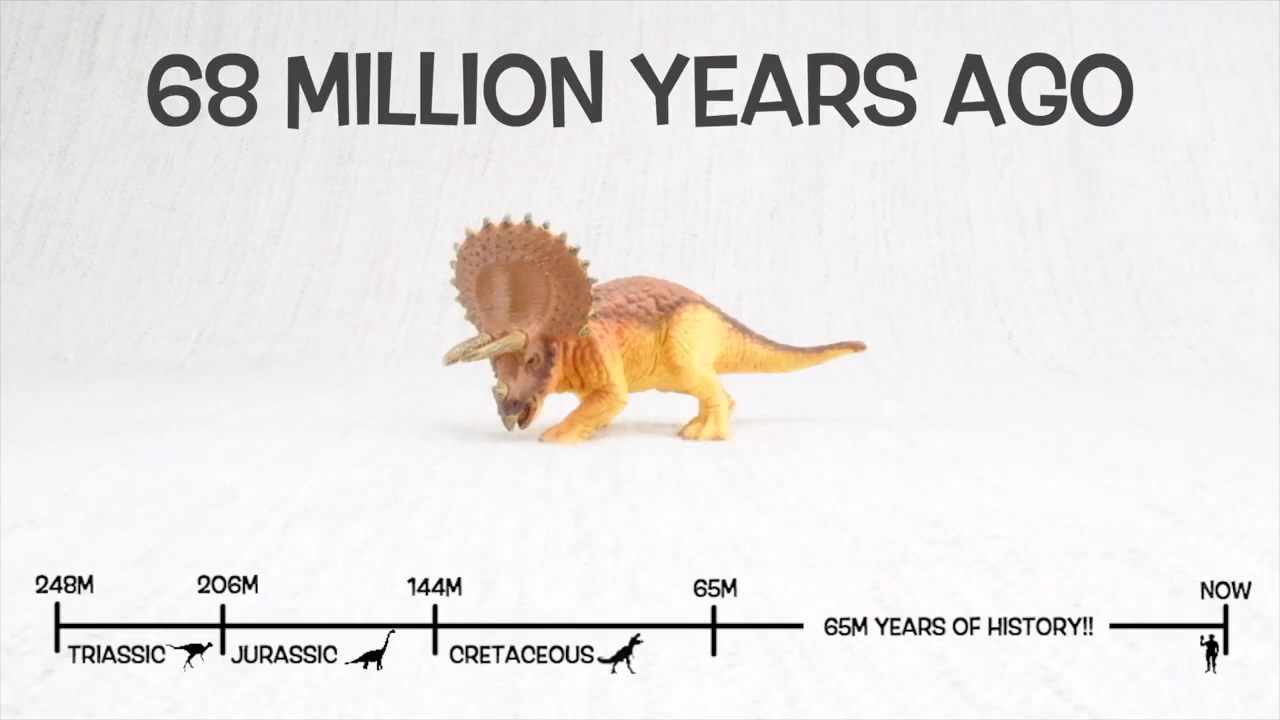 68 MILLION YEARS AGO
248M
206M
144M
65M
NOW
65M YEARS OF HISTORY!!
TRIASSIC
JURASSIC
CRETACEOUS